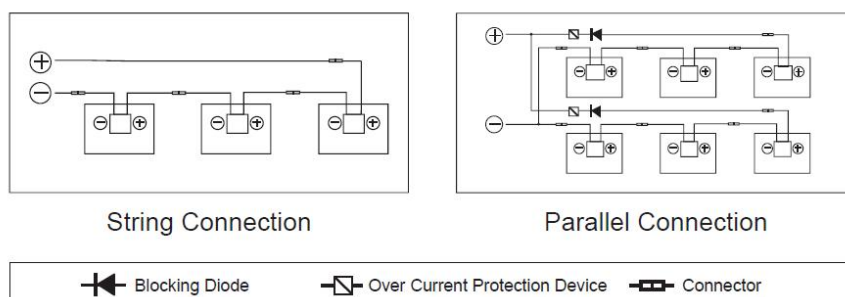 String Connection
Parallel Connection
Blocking Diode Over Current Protection Device Connector